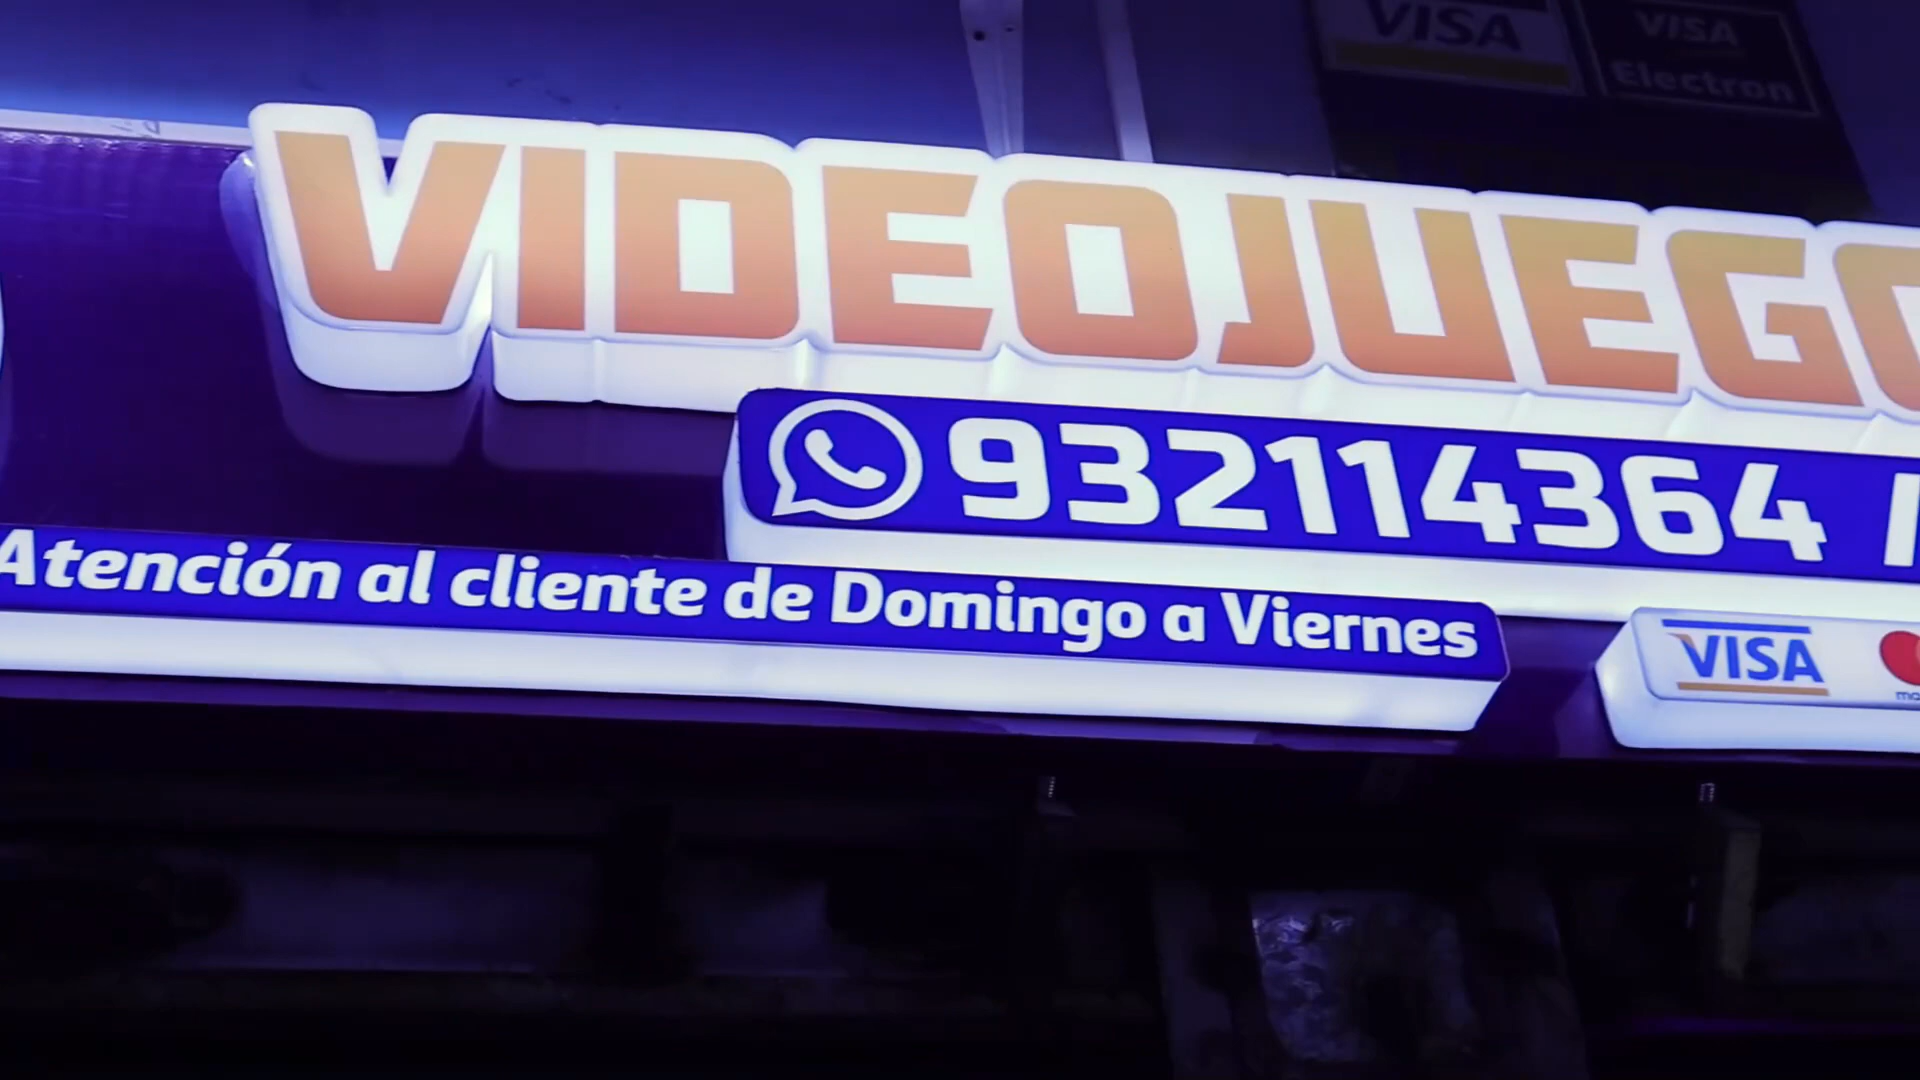 VISA
VISA
Electron
VIDEOJUEGO
932114364 /
Atención al cliente de Domingo a Viernes
VISA